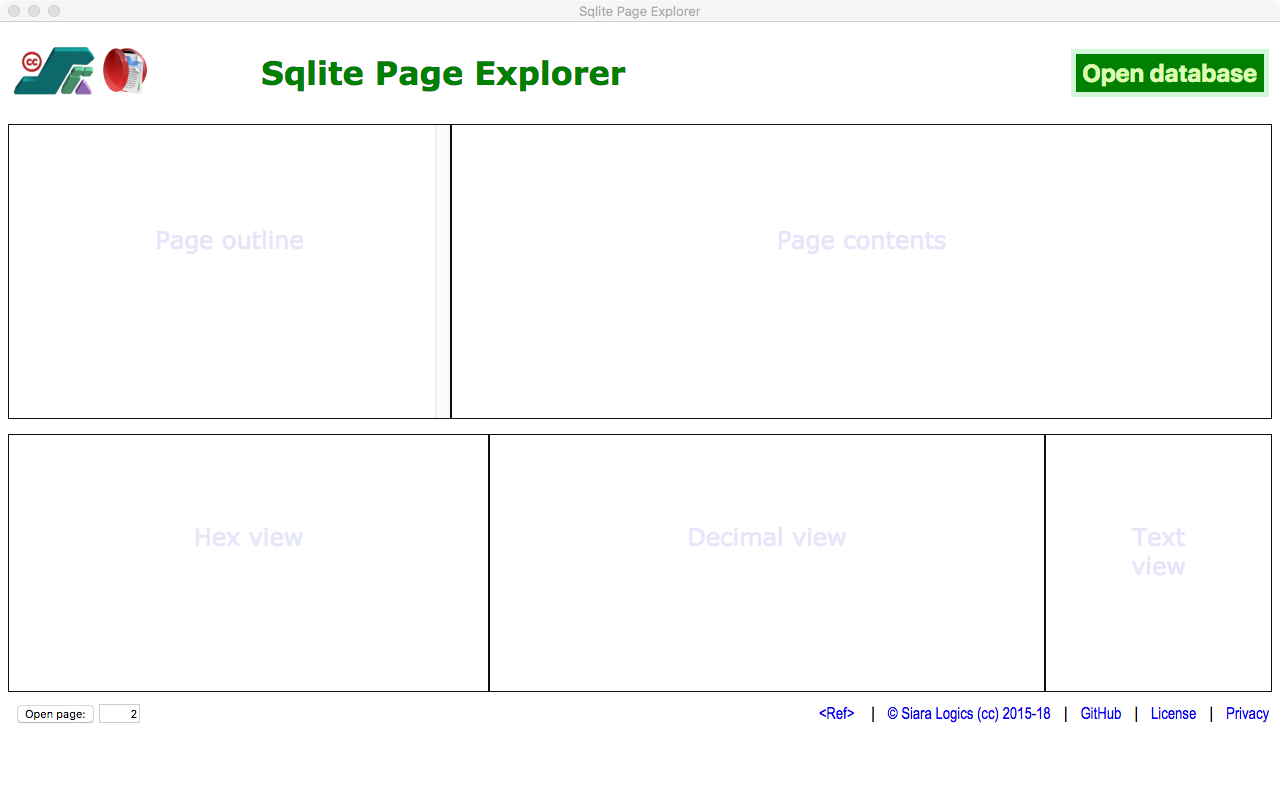 Sqlite Page Explorer
cc
Sqlite Page Explorer
Open database
Page outline
Page contents
Hex view
Decimal view
Text
view
Open page: 2
<Ref> | © Siara Logics (cc) 2015-18 | GitHub | License | Privacy